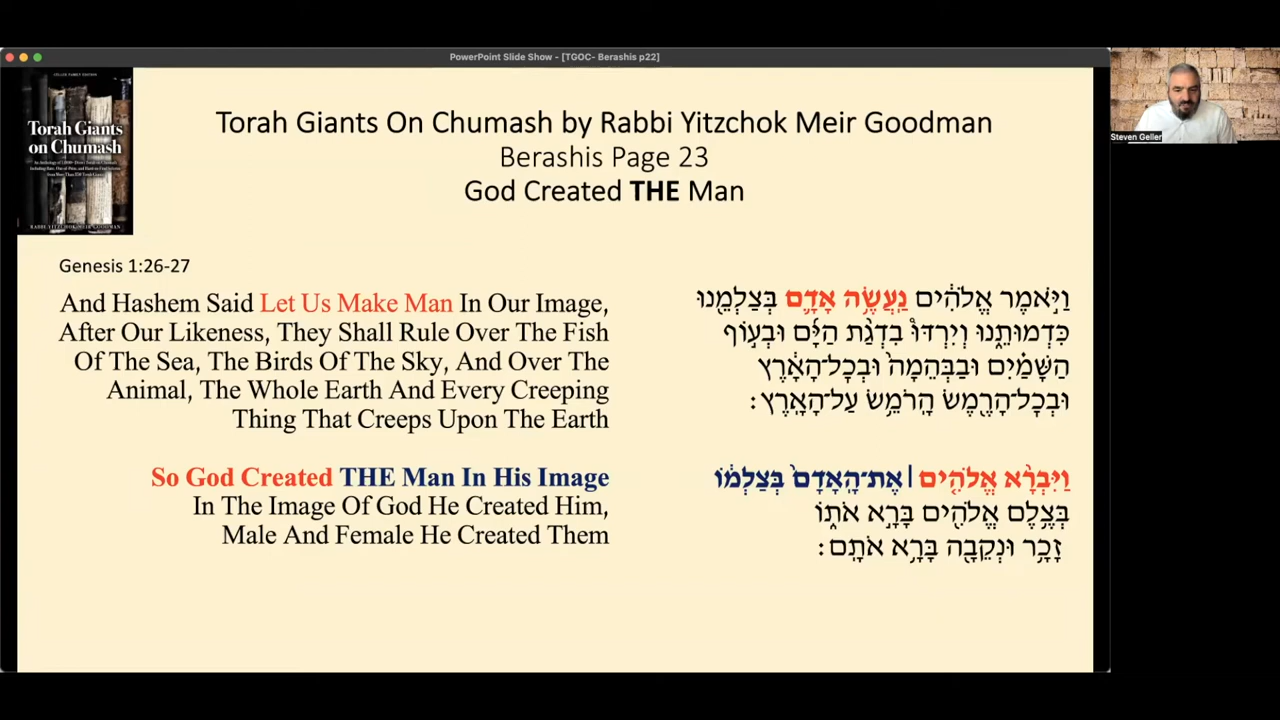 PowerPoint Slide Show - [TGOC- Berashis p22]
Torah Giants
on Chumash
RABBI YITZCHOK MEIR GOODMAN
Torah Giants On Chumash by Rabbi Yitzchok Meir Goodman
Berashis Page 23
God Created THE Man
Steven Geller
Genesis 1:26-27
And Hashem Said Let Us Make Man In Our Image,
After Our Likeness, They Shall Rule Over The Fish
Of The Sea, The Birds Of The Sky, And Over The
Animal, The Whole Earth And Every Creeping
Thing That Creeps Upon The Earth
So God Created THE Man In His Image
In The Image Of God He Created Him,
Male And Female He Created Them
וַיֹּ֣אמֶר אֱלֹהִ֔ים נַֽעֲשֶׂ֥ה אָדָ֛ם בְּצַלְמֵ֖נוּ
כִּדְמוּתֵ֑נוּ וְיִרְדּוּ֩ בִדְגַ֨ת הַיָּ֜ם וּבְע֣וֹף
הַשָּׁמַ֗יִם וּבַבְּהֵמָה֙ וּבְכָל־הָאָ֔רֶץ
וּבְכָל־הָרֶ֖מֶשׂ הָֽרֹמֵ֥שׂ עַל־הָאָֽרֶץ׃
וַיִּבְרָ֨א אֱלֹהִ֤ים | אֶת־הָֽאָדָם֙ בְּצַלְמ֔וֹ
בְּצֶ֥לֶם אֱלֹהִ֖ים בָּרָ֣א אֹת֑וֹ
זָכָ֥ר וּנְקֵבָ֖ה בָּרָ֥א אֹתָֽם׃